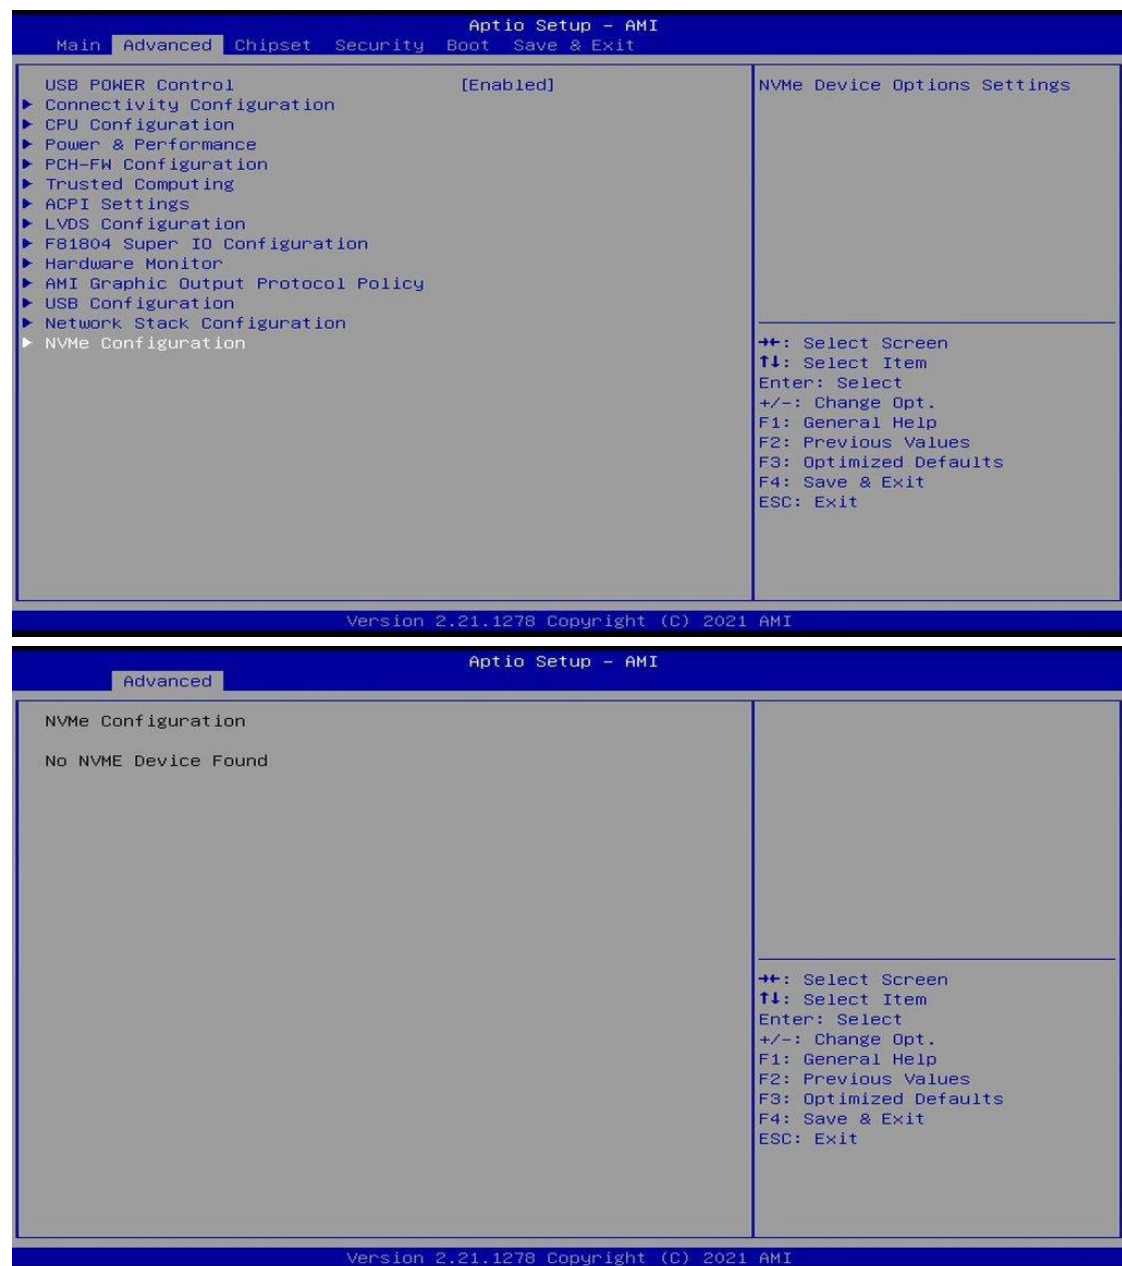 Aptio Setup – AMI
Main Advanced Chipset Security Boot Save & Exit
USB POWER Control [Enabled]
▶ Connectivity Configuration
▶ CPU Configuration
▶ Power & Performance
▶ PCH-FW Configuration
▶ Trusted Computing
▶ ACPI Settings
▶ LVDS Configuration
▶ F81804 Super IO Configuration
▶ Hardware Monitor
▶ AMI Graphic Output Protocol Policy
▶ USB Configuration
▶ Network Stack Configuration
▶ NVMe Configuration
NVMe Device Options Settings
→←: Select Screen
↑↓: Select Item
Enter: Select
+/-: Change Opt.
F1: General Help
F2: Previous Values
F3: Optimized Defaults
F4: Save & Exit
ESC: Exit
Version 2.21.1278 Copyright (C) 2021 AMI
Aptio Setup – AMI
Advanced
NVMe Configuration
No NVME Device Found
→←: Select Screen
↑↓: Select Item
Enter: Select
+/-: Change Opt.
F1: General Help
F2: Previous Values
F3: Optimized Defaults
F4: Save & Exit
ESC: Exit
Version 2.21.1278 Copyright (C) 2021 AMI